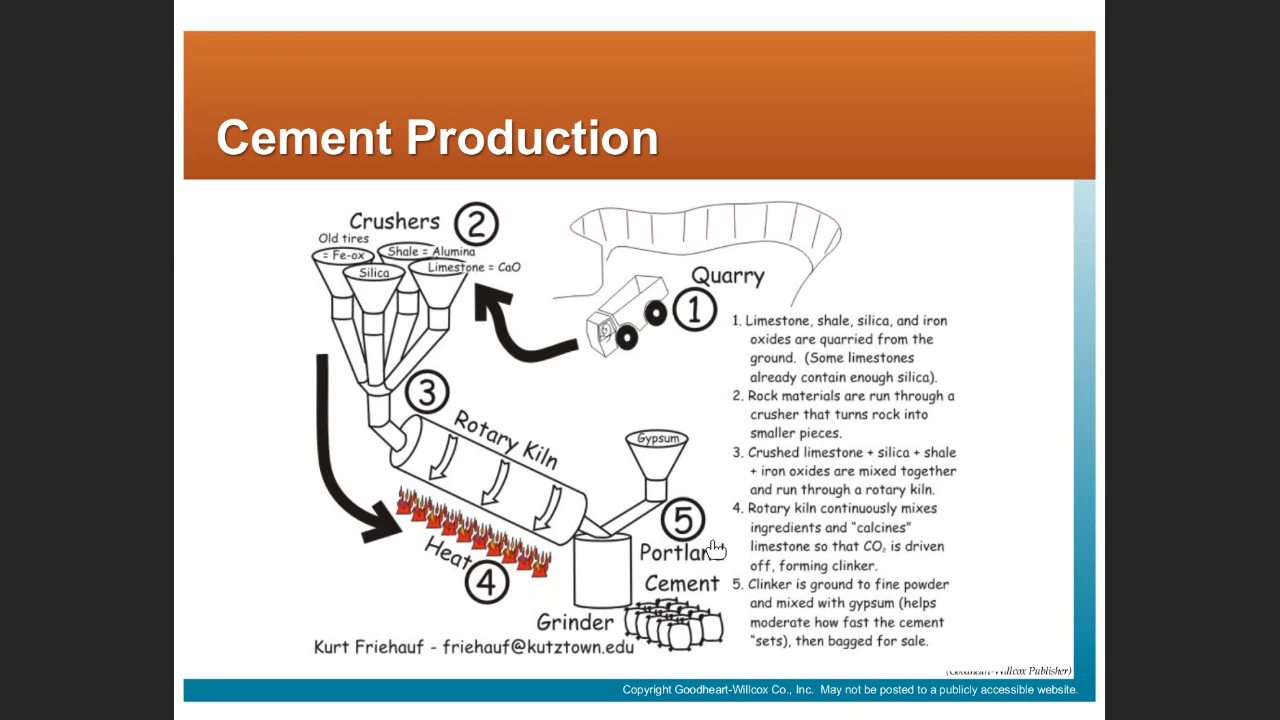 Cement Production
Crushers 2
Old tires
= Fe-ox
Shale = Alumina
Silica
Limestone = CaO
Quarry
1
3
Rotary Kiln
Heat
4
Gypsum
5
Cement
Grinder
Kurt Friehauf - friehauf@kutztown.edu
1. Limestone, shale, silica, and iron
oxides are quarried from the
ground. (Some limestones
already contain enough silica).
2. Rock materials are run through a
crusher that turns rock into
smaller pieces.
3. Crushed limestone + silica + shale
+ iron oxides are mixed together
and run through a rotary kiln.
4. Rotary kiln continuously mixes
ingredients and "calcines"
limestone so that CO₂ is driven
off, forming clinker.
5. Clinker is ground to fine powder
and mixed with gypsum (helps
moderate how fast the cement
"sets), then bagged for sale.
(Goodheart-Willcox Publisher)
Copyright Goodheart-Willcox Co., Inc. May not be posted to a publicly accessible website.